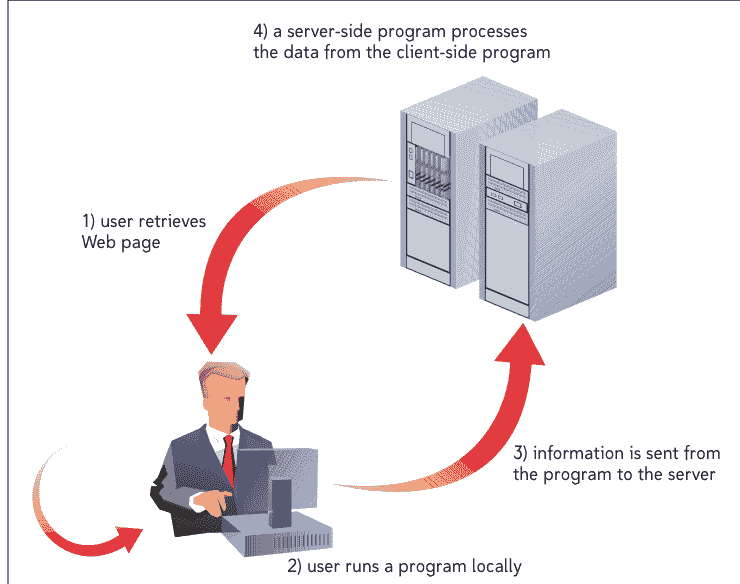 4) a server-side program processes
the data from the client-side program
1) user retrieves
Web page
3) information is sent from
the program to the server
2) user runs a program locally